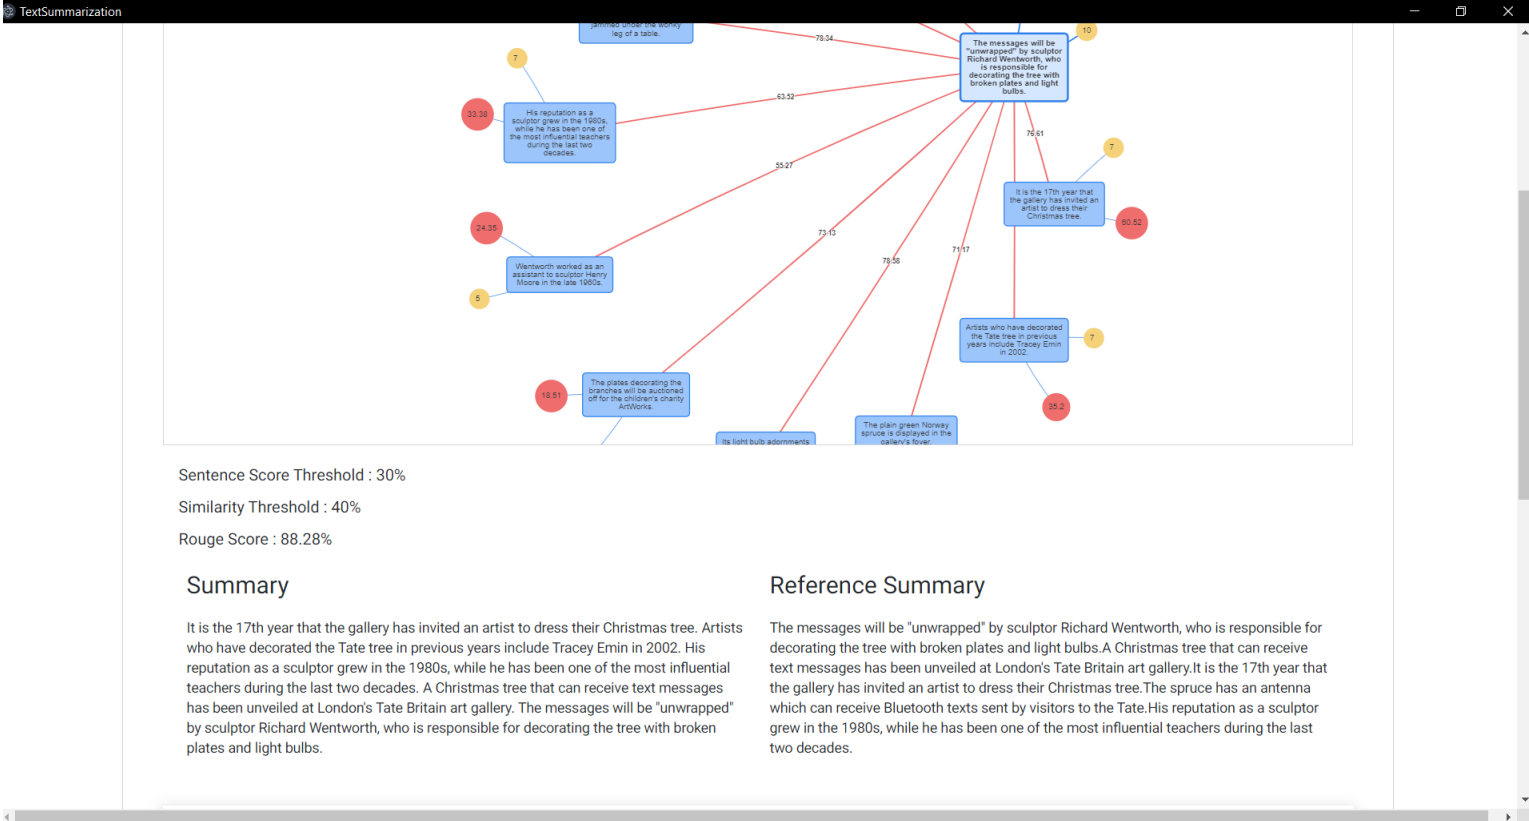 TextSummarization
jammed under the wonky
leg of a table.
78.34
10
The messages will be
"unwrapped" by sculptor
Richard Wentworth, who
is responsible for
decorating the tree with
broken plates and light
bulbs.
7
33.38
His reputation as a
sculptor grew in the 1980s,
while he has been one of
the most influential teachers
during the last two
decades.
63.52
76.61
7
55.27
It is the 17th year that
the gallery has invited an
artist to dress their
Christmas tree.
60.52
24.35
73.13
71.17
78.58
Wentworth worked as an
assistant to sculptor Henry
Moore in the late 1960s.
5
Artists who have decorated
the Tate tree in previous
years include Tracey Emin
in 2002.
7
18.51
The plates decorating the
branches will be auctioned
off for the children's charity
ArtWorks.
35.2
Its light bulb adornments
The plain green Norway
spruce is displayed in the
gallery's foyer.
Sentence Score Threshold : 30%
Similarity Threshold : 40%
Rouge Score : 88.28%
Summary
It is the 17th year that the gallery has invited an artist to dress their Christmas tree. Artists
who have decorated the Tate tree in previous years include Tracey Emin in 2002. His
reputation as a sculptor grew in the 1980s, while he has been one of the most influential
teachers during the last two decades. A Christmas tree that can receive text messages
has been unveiled at London's Tate Britain art gallery. The messages will be "unwrapped"
by sculptor Richard Wentworth, who is responsible for decorating the tree with broken
plates and light bulbs.
Reference Summary
The messages will be "unwrapped" by sculptor Richard Wentworth, who is responsible for
decorating the tree with broken plates and light bulbs.A Christmas tree that can receive
text messages has been unveiled at London's Tate Britain art gallery.It is the 17th year that
the gallery has invited an artist to dress their Christmas tree.The spruce has an antenna
which can receive Bluetooth texts sent by visitors to the Tate.His reputation as a sculptor
grew in the 1980s, while he has been one of the most influential teachers during the last
two decades.